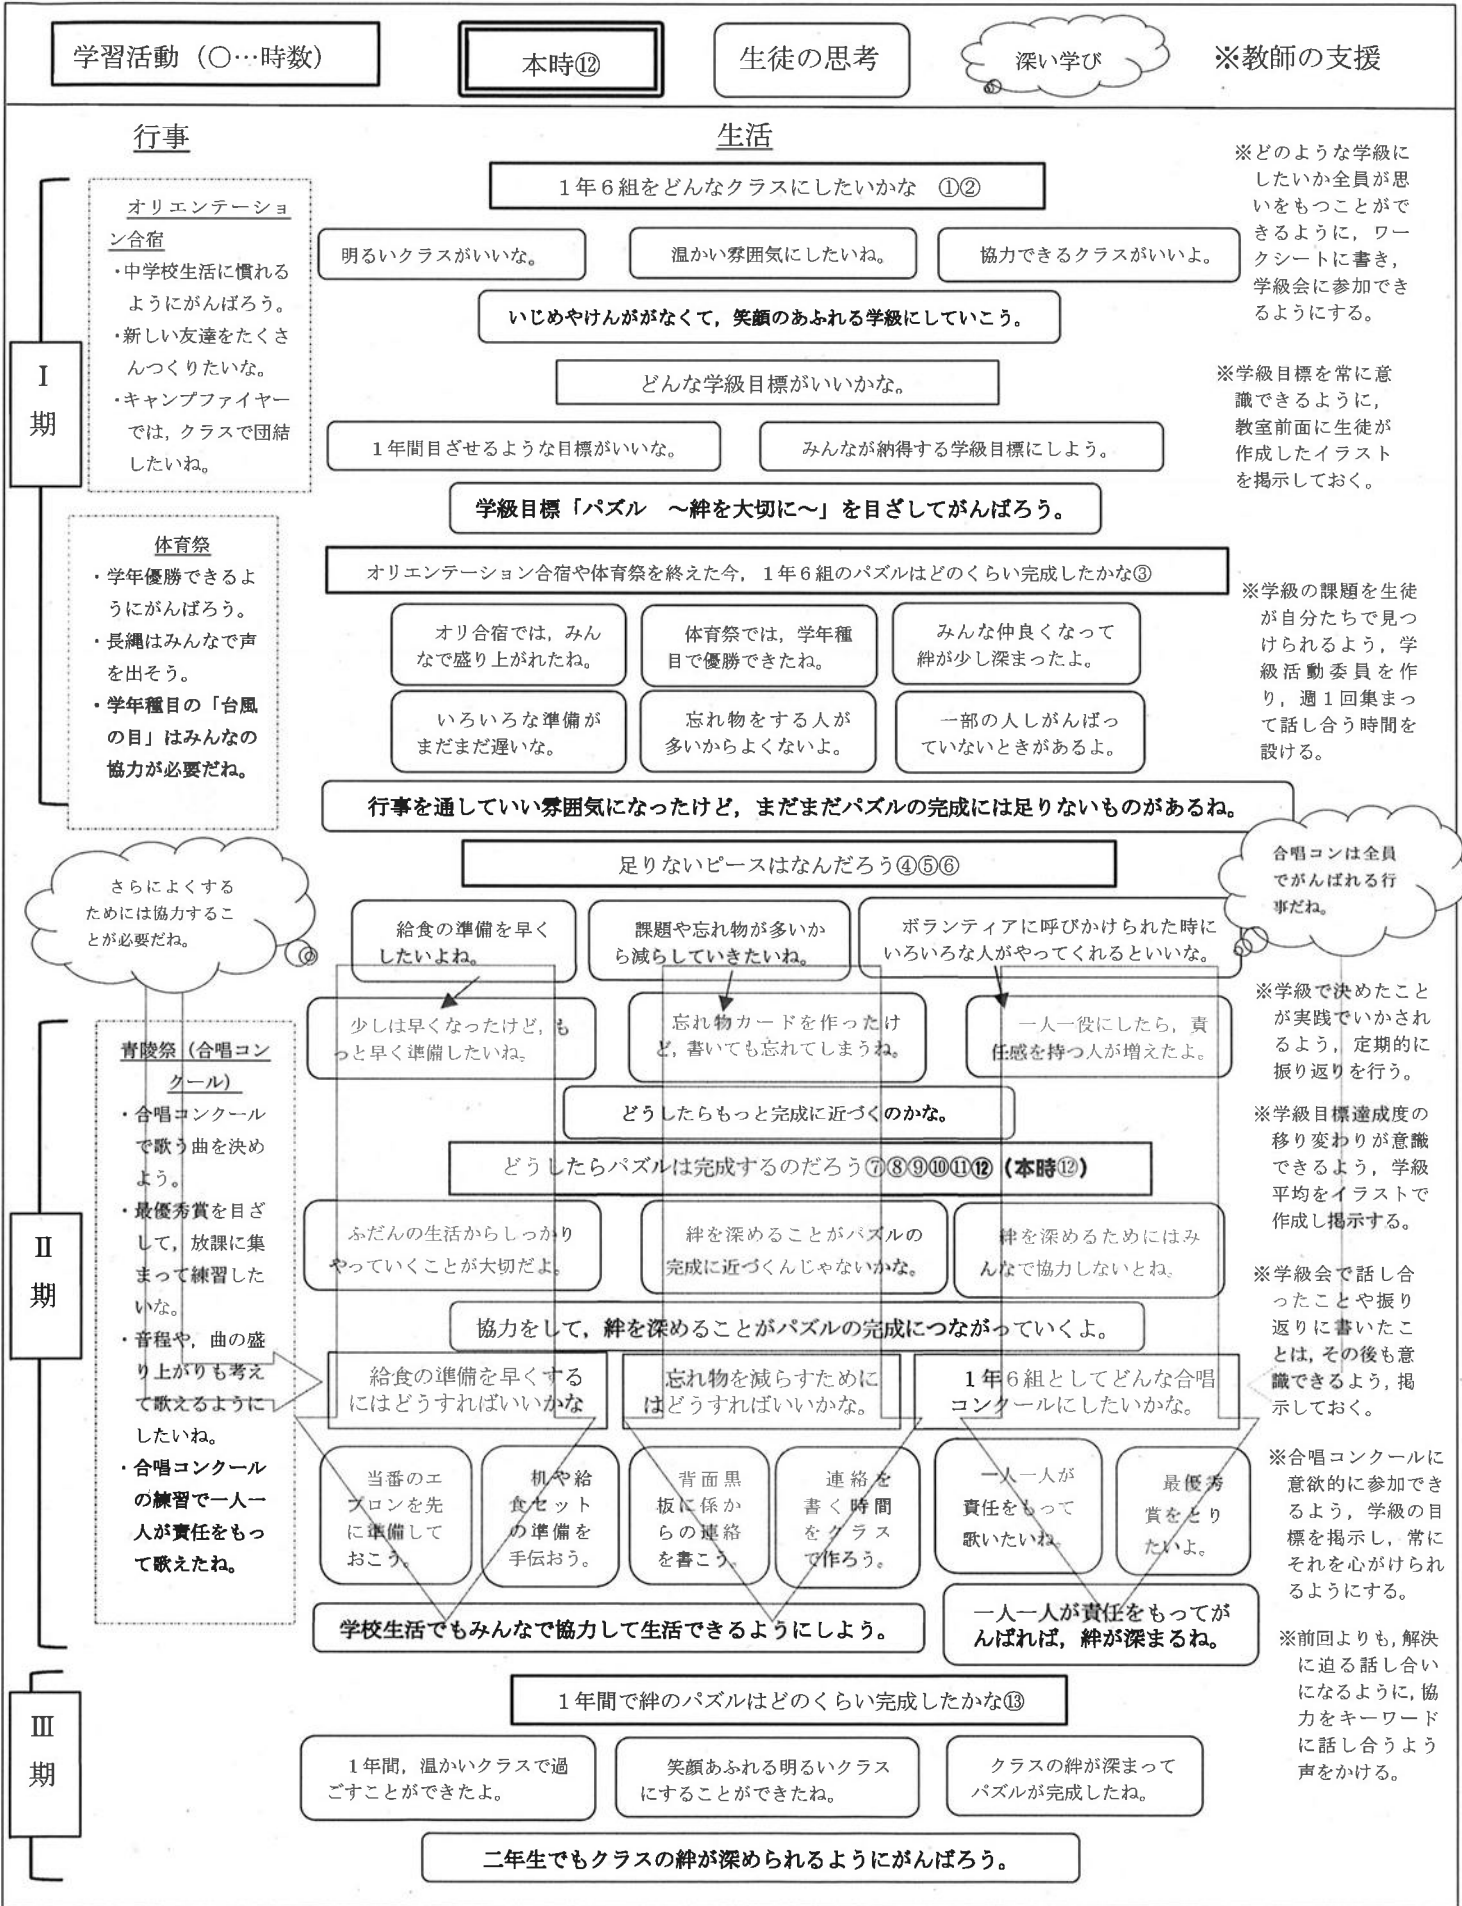 学習活動（○…時数）
本時⑫
生徒の思考
深い学び
※教師の支援
行事
生活
Ⅰ
期
オリエンテーショ
ン合宿
・中学校生活に慣れる
ようにがんばろう。
・新しい友達をたくさ
んつくりたいな。
・キャンプファイヤー
では，クラスで団結
したいね。
体育祭
・学年優勝できるよ
うにがんばろう。
・長縄はみんなで声
を出そう。
・学年種目の「台風
の目」はみんなの
協力が必要だね。
１年６組をどんなクラスにしたいかな　①②
明るいクラスがいいな。
温かい雰囲気にしたいね。
協力できるクラスがいいよ。
いじめやけんががなくて，笑顔のあふれる学級にしていこう。
どんな学級目標がいいかな。
１年間目ざせるような目標がいいな。
みんなが納得する学級目標にしよう。
学級目標「パズル　～絆を大切に～」を目ざしてがんばろう。
オリエンテーション合宿や体育祭を終えた今，１年６組のパズルはどのくらい完成したかな③
オリ合宿では，みん
なで盛り上がれたね。
体育祭では，学年種
目で優勝できたね。
みんな仲良くなって
絆が少し深まったよ。
いろいろな準備が
まだまだ遅いな。
忘れ物をする人が
多いからよくないよ。
一部の人しがんばっ
ていないときがあるよ。
行事を通していい雰囲気になったけど，まだまだパズルの完成には足りないものがあるね。
※どのような学級に
したいか全員が思
いをもつことがで
きるように，ワー
クシートに書き，
学級会に参加でき
るようにする。
※学級目標を常に意
識できるように，
教室前面に生徒が
作成したイラスト
を掲示しておく。
※学級の課題を生徒
が自分たちで見つ
けられるよう，学
級活動委員を作
り，週１回集まっ
て話し合う時間を
設ける。
さらによくする
ためには協力するこ
とが必要だね。
合唱コンは全員
でがんばれる行
事だね。
Ⅱ
期
青陵祭（合唱コン
クール）
・合唱コンクール
で歌う曲を決め
よう。
・最優秀賞を目ざ
して，放課に集
まって練習した
いな。
・音程や，曲の盛
り上がりも考え
て歌えるように
したいね。
・合唱コンクール
の練習で一人一
人が責任をもっ
て歌えたね。
足りないピースはなんだろう④⑤⑥
給食の準備を早く
したいよね。
課題や忘れ物が多いか
ら減らしていきたいね。
ボランティアに呼びかけられた時に
いろいろな人がやってくれるといいな。
少しは早くなったけど，も
っと早く準備したいね。
忘れ物カードを作ったけ
ど，書いても忘れてしまうね。
一人一役にしたら，責
任感を持つ人が増えたよ。
どうしたらもっと完成に近づくのかな。
どうしたらパズルは完成するのだろう⑦⑧⑨⑩⑪⑫（本時⑫）
ふだんの生活からしっかり
やっていくことが大切だよ。
絆を深めることがパズルの
完成に近づくんじゃないかな。
絆を深めるためにはみ
んなで協力しないとね。
協力をして，絆を深めることがパズルの完成につながっていくよ。
給食の準備を早くする
にはどうすればいいかな
忘れ物を減らすために
はどうすればいいかな。
１年６組としてどんな合唱
コンクールにしたいかな。
当番のエ
プロンを先
に準備して
おこう。
机や給
食セット
の準備を
手伝おう。
背面黒
板に係か
らの連絡
を書こう。
連絡を
書く時間
をクラス
で作ろう。
一人一人が
責任をもって
歌いたいね。
最優秀
賞をとり
たいよ。
学校生活でもみんなで協力して生活できるようにしよう。
一人一人が責任をもってが
んばれば，絆が深まるね。
※学級で決めたこと
が実践でいかされ
るよう，定期的に
振り返りを行う。
※学級目標達成度の
移り変わりが意識
できるよう，学級
平均をイラストで
作成し掲示する。
※学級会で話し合
ったことや振り
返りに書いたこ
とは，その後も意
識できるよう，掲
示しておく。
※合唱コンクールに
意欲的に参加でき
るよう，学級の目
標を掲示し，常に
それを心がけられ
るようにする。
※前回よりも，解決
に迫る話し合い
になるように，協
力をキーワード
に話し合うよう
声をかける。
Ⅲ
期
１年間で絆のパズルはどのくらい完成したかな⑬
１年間，温かいクラスで過
ごすことができたよ。
笑顔あふれる明るいクラス
にすることができたね。
クラスの絆が深まって
パズルが完成したね。
二年生でもクラスの絆が深められるようにがんばろう。